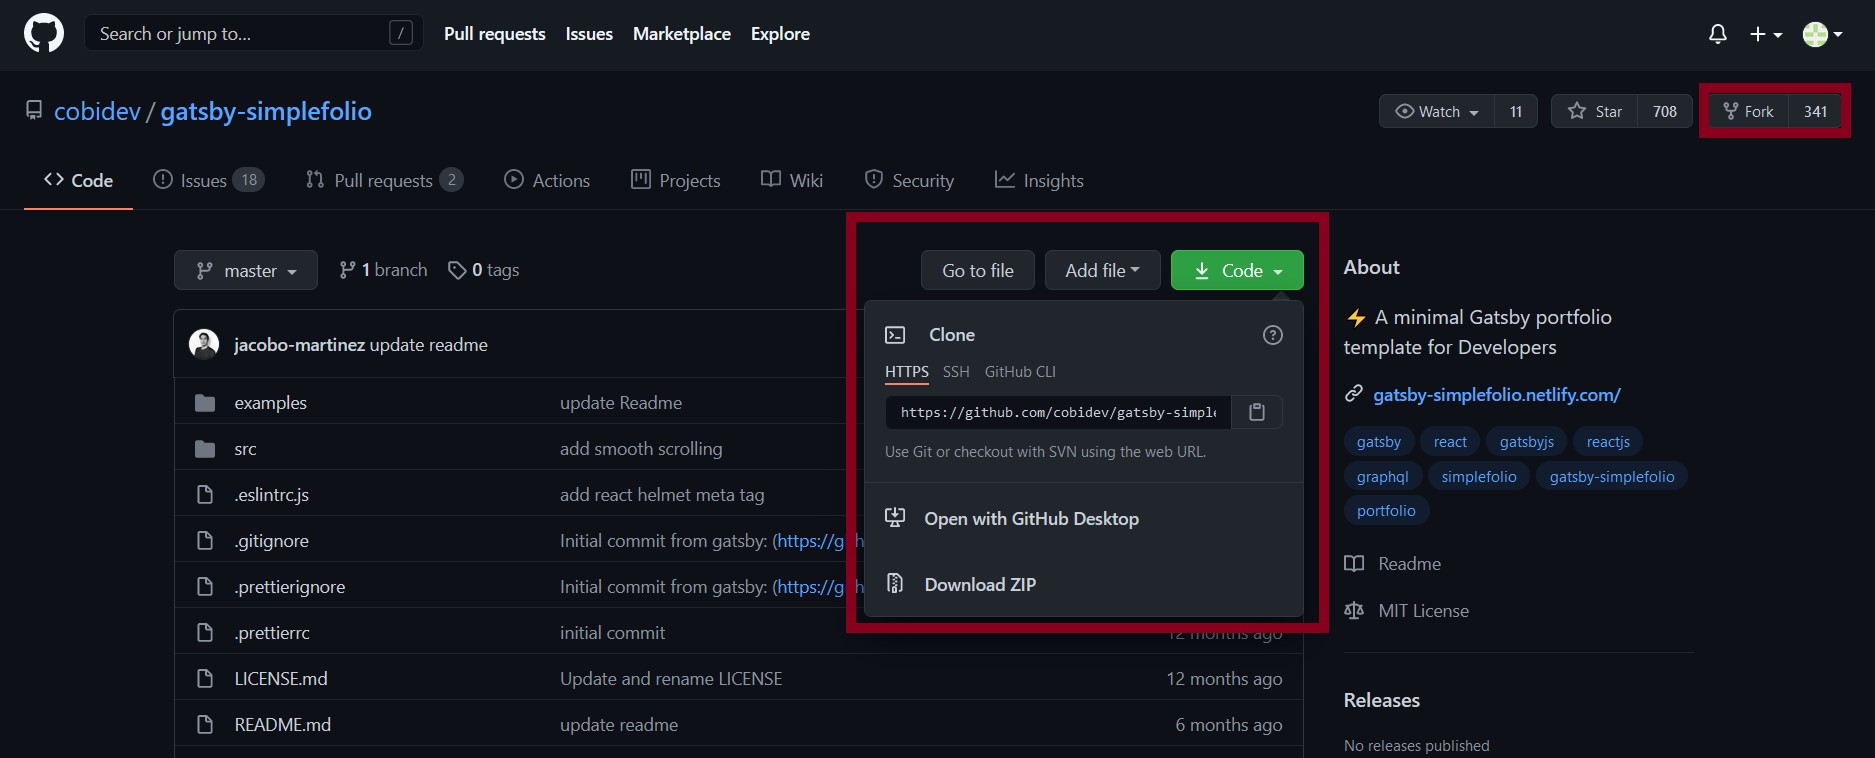 Search or jump to... /
Pull requests Issues Marketplace Explore
cobidev / gatsby-simplefolio
Watch 11 Star 708 Fork 341
Code Issues 18 Pull requests 2 Actions Projects Wiki Security Insights
master 1 branch 0 tags
Go to file Add file Code
jacobo-martinez update readme
examples update Readme
src add smooth scrolling
.eslintrc.js add react helmet meta tag
.gitignore Initial commit from gatsby: (https://g
.prettierignore Initial commit from gatsby: (https://g
.prettierrc initial commit 12 months ago
LICENSE.md Update and rename LICENSE 12 months ago
README.md update readme 6 months ago
Clone
HTTPS SSH GitHub CLI
https://github.com/cobidev/gatsby-simple
Use Git or checkout with SVN using the web URL.
Open with GitHub Desktop
Download ZIP
About
⚡ A minimal Gatsby portfolio
template for Developers
gatsby-simplefolio.netlify.com/
gatsby react gatsbyjs reactjs
graphql simplefolio gatsby-simplefolio
portfolio
Readme
MIT License
Releases
No releases published